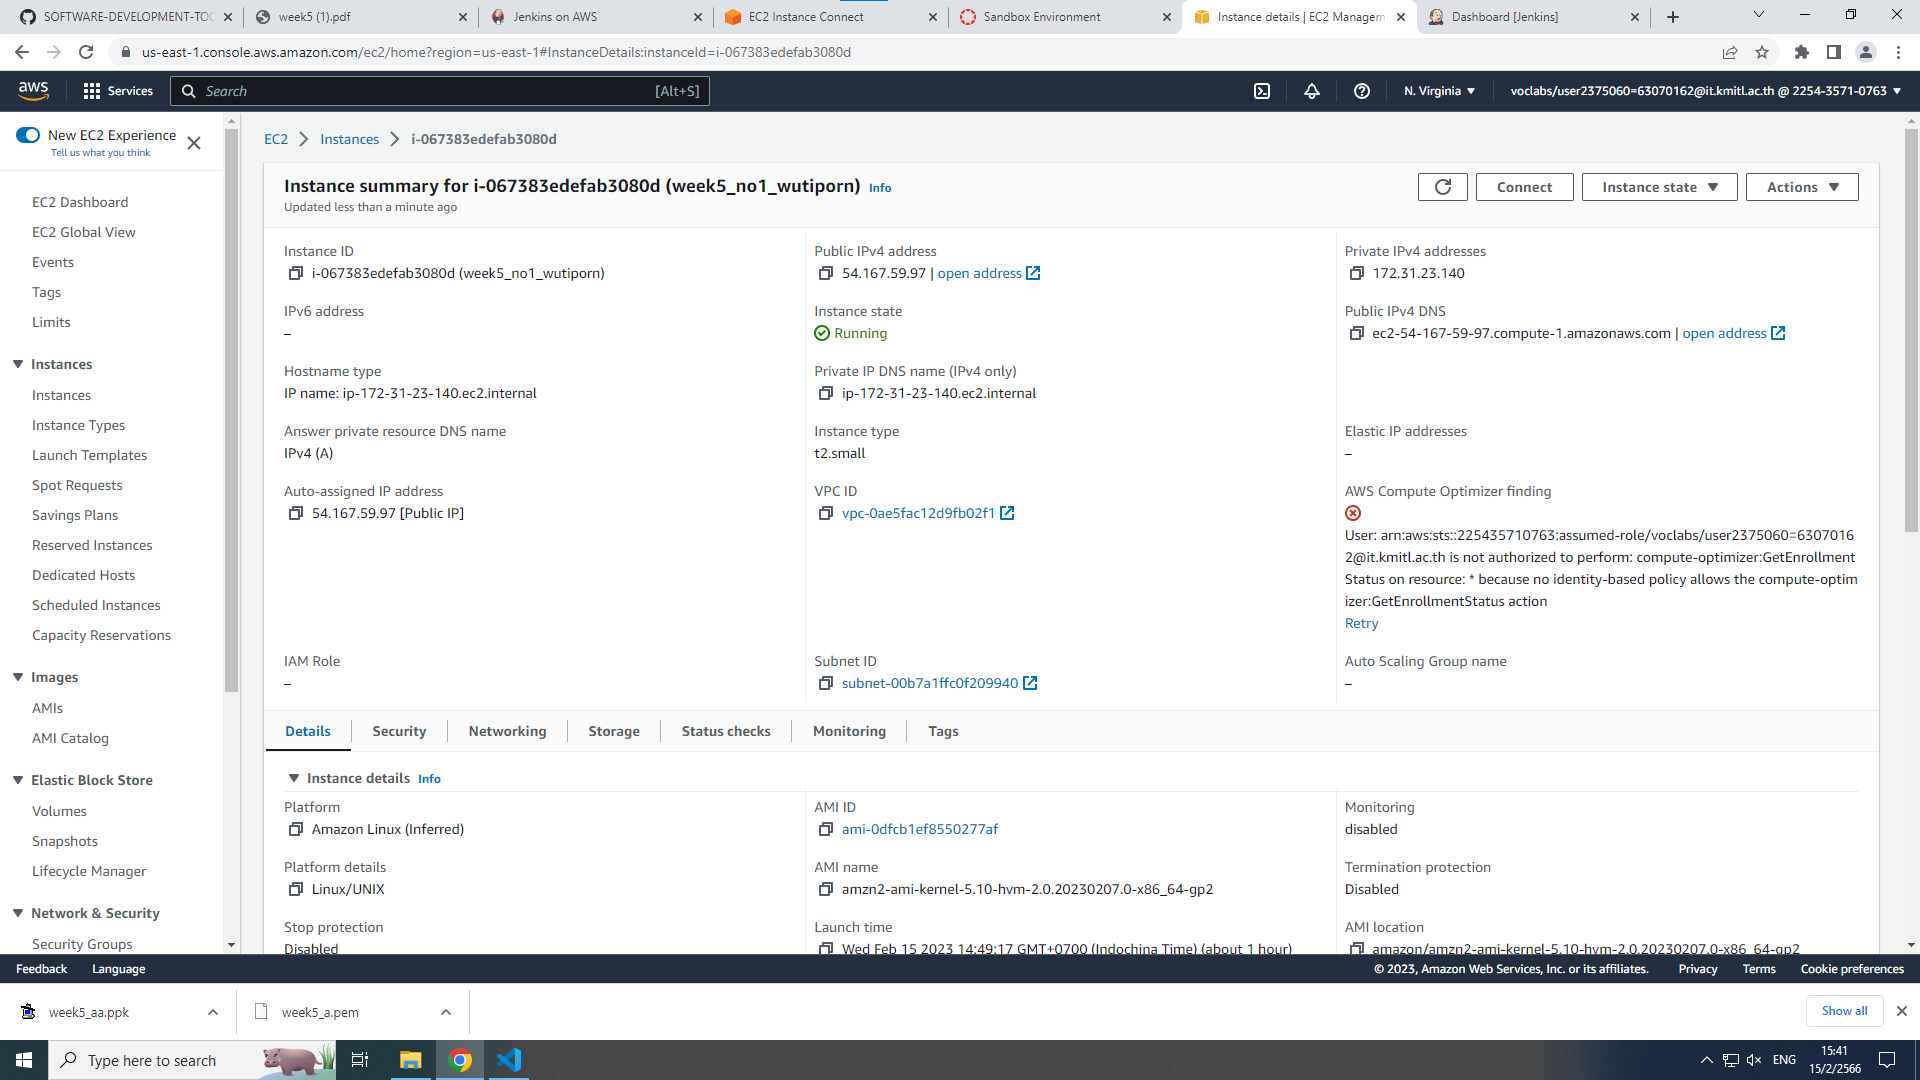 SOFTWARE-DEVELOPMENT-TOO
week5 (1).pdf
Jenkins on AWS
EC2 Instance Connect
Sandbox Environment
Instance details | EC2 Managem
Dashboard [Jenkins]
us-east-1.console.aws.amazon.com/ec2/home?region=us-east-1#InstanceDetails:instanceId=i-067383edefab3080d
aws
Services
Search
[Alt+S]
N. Virginia
voclabs/user2375060=63070162@it.kmitl.ac.th @ 2254-3571-0763
New EC2 Experience
Tell us what you think
EC2 Dashboard
EC2 Global View
Events
Tags
Limits
Instances
Instances
Instance Types
Launch Templates
Spot Requests
Savings Plans
Reserved Instances
Dedicated Hosts
Scheduled Instances
Capacity Reservations
Images
AMIs
AMI Catalog
Elastic Block Store
Volumes
Snapshots
Lifecycle Manager
Network & Security
Security Groups
EC2
Instances
i-067383edefab3080d
Instance summary for i-067383edefab3080d (week5_no1_wutiporn) Info
Updated less than a minute ago
Connect
Instance state
Actions
Instance ID
i-067383edefab3080d (week5_no1_wutiporn)
Public IPv4 address
54.167.59.97 | open address
Private IPv4 addresses
172.31.23.140
IPv6 address
–
Instance state
Running
Public IPv4 DNS
ec2-54-167-59-97.compute-1.amazonaws.com | open address
Hostname type
IP name: ip-172-31-23-140.ec2.internal
Private IP DNS name (IPv4 only)
ip-172-31-23-140.ec2.internal
Answer private resource DNS name
IPv4 (A)
Instance type
t2.small
Elastic IP addresses
–
Auto-assigned IP address
54.167.59.97 [Public IP]
VPC ID
vpc-0ae5fac12d9fb02f1
AWS Compute Optimizer finding
User: arn:aws:sts::225435710763:assumed-role/voclabs/user2375060=6307016
2@it.kmitl.ac.th is not authorized to perform: compute-optimizer:GetEnrollment
Status on resource: * because no identity-based policy allows the compute-optim
izer:GetEnrollmentStatus action
Retry
IAM Role
–
Subnet ID
subnet-00b7a1ffc0f209940
Auto Scaling Group name
–
Details
Security
Networking
Storage
Status checks
Monitoring
Tags
Instance details Info
Platform
Amazon Linux (Inferred)
AMI ID
ami-0dfcb1ef8550277af
Monitoring
disabled
Platform details
Linux/UNIX
AMI name
amzn2-ami-kernel-5.10-hvm-2.0.20230207.0-x86_64-gp2
Termination protection
Disabled
Stop protection
Disabled
Launch time
Wed Feb 15 2023 14:49:17 GMT+0700 (Indochina Time) (about 1 hour)
AMI location
amazon/amzn2-ami-kernel-5.10-hvm-2.0.20230207.0-x86_64-gp2
Feedback
Language
© 2023, Amazon Web Services, Inc. or its affiliates.
Privacy
Terms
Cookie preferences
week5_aa.ppk
week5_a.pem
Show all
Type here to search
ENG
15:41
15/2/2566